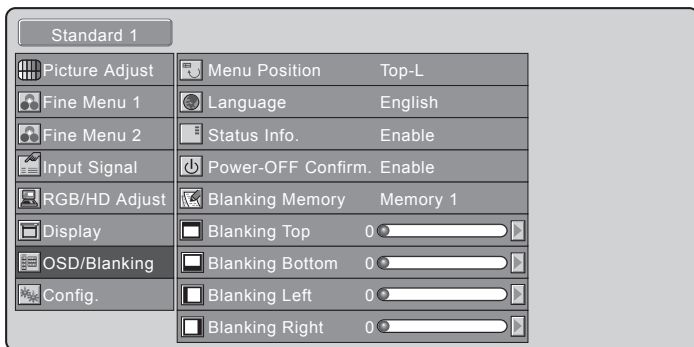 Standard 1
Picture Adjust
Fine Menu 1
Fine Menu 2
Input Signal
RGB/HD Adjust
Display
OSD/Blanking
Config.
Menu Position Top-L
Language English
Status Info. Enable
Power-OFF Confirm. Enable
Blanking Memory Memory 1
Blanking Top 0
Blanking Bottom 0
Blanking Left 0
Blanking Right 0